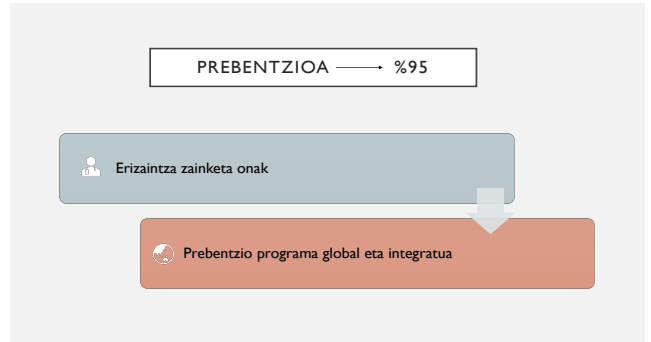 PREBENTZIOA → %95
Erizaintza zainketa onak
Prebentzio programa global eta integratua